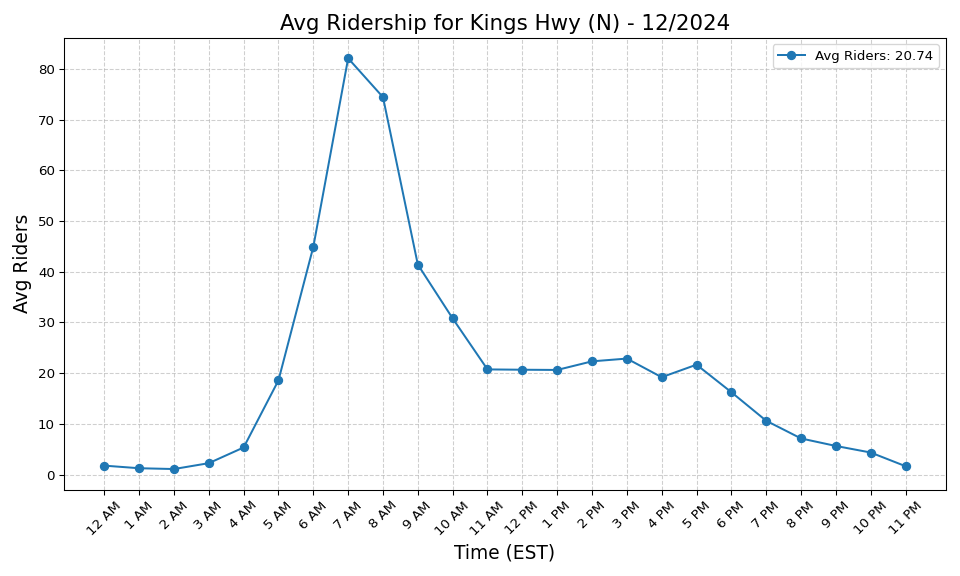 Avg Ridership for Kings Hwy (N) - 12/2024
Avg Riders: 20.74
Avg Riders
80
70
60
50
40
30
20
10
0
12 AM 1 AM 2 AM 3 AM 4 AM 5 AM 6 AM 7 AM 8 AM 9 AM 10 AM 11 AM 12 PM 1 PM 2 PM 3 PM 4 PM 5 PM 6 PM 7 PM 8 PM 9 PM 10 PM 11 PM
Time (EST)